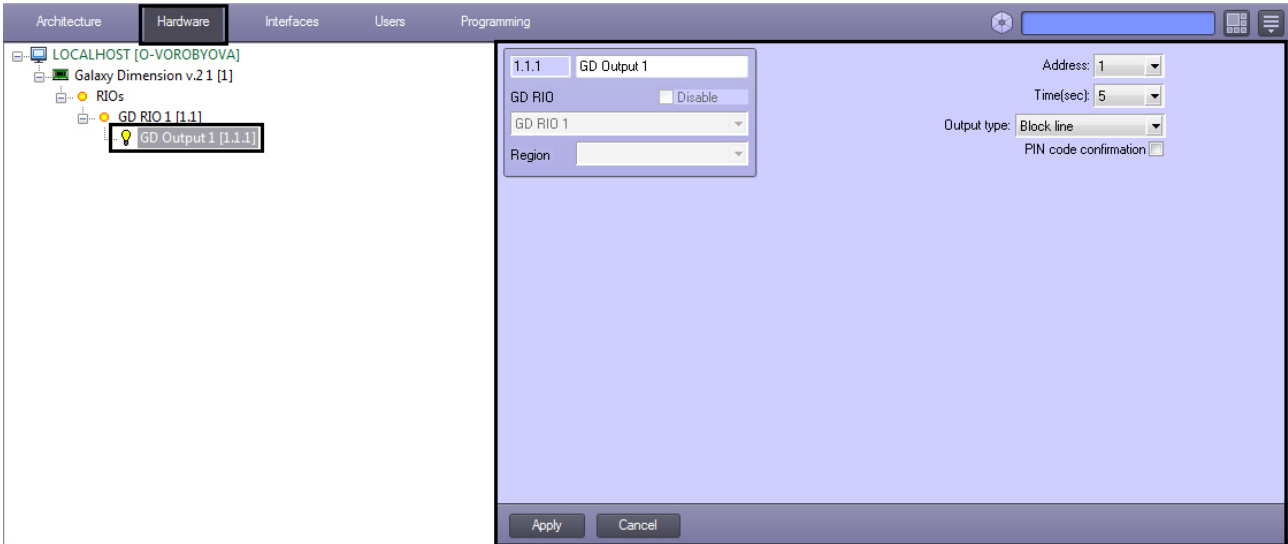 Architecture Hardware Interfaces Users Programming
LOCALHOST [O-VOROBYOVA]
Galaxy Dimension v.2 1 [1]
RIOs
GD RIO 1 [1.1]
GD Output 1 [1.1.1]
1.1.1 GD Output 1
GD RIO Disable
GD RIO 1
Region
Address: 1
Time(sec): 5
Output type: Block line
PIN code confirmation
Apply Cancel